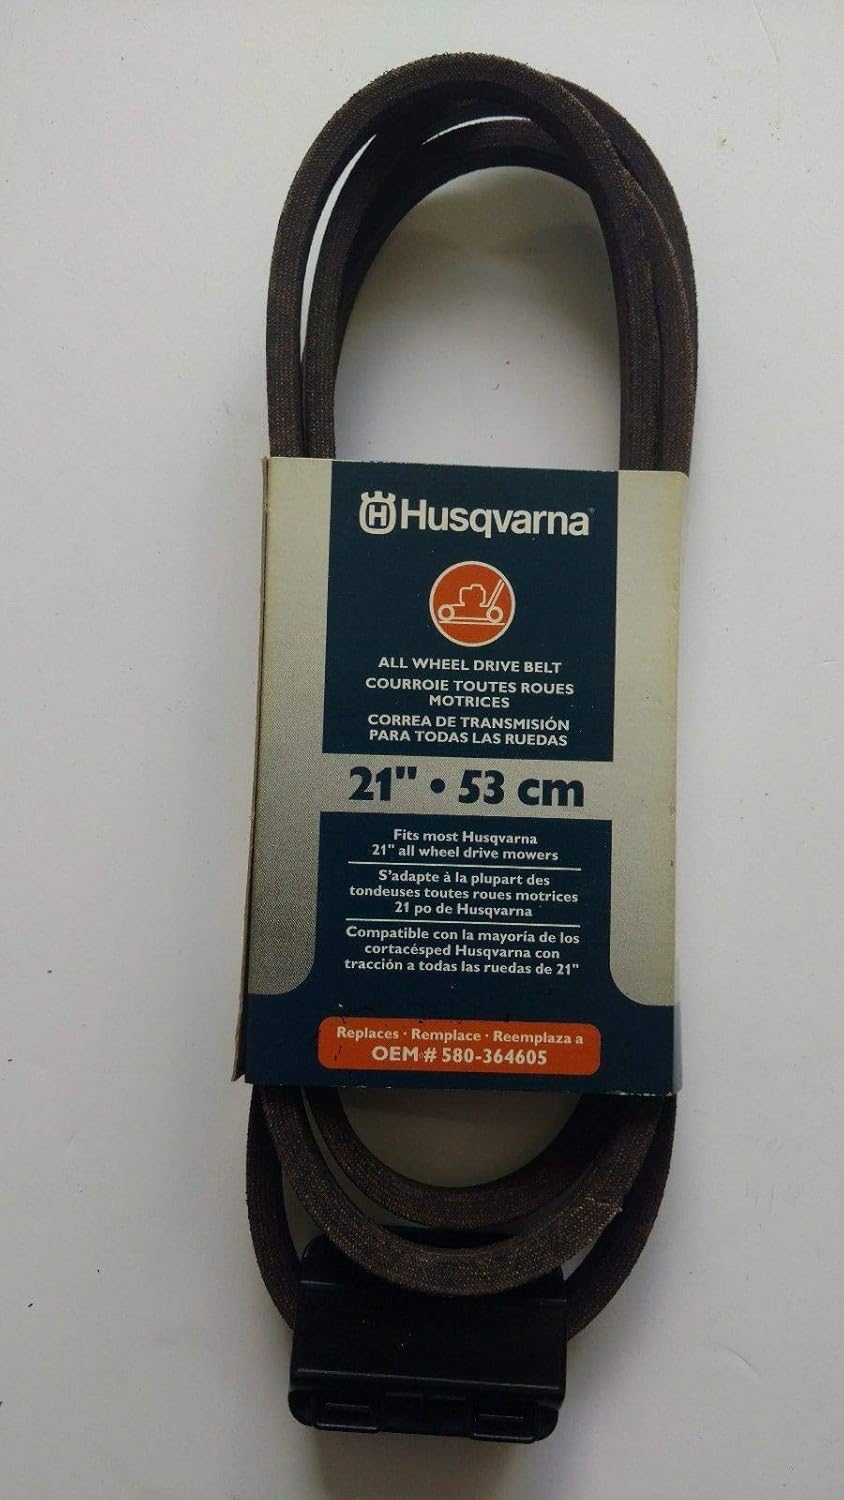 Husqvarna
ALL WHEEL DRIVE BELT
COURROIE TOUTES ROUES
MOTRICES
CORREA DE TRANSMISIÓN
PARA TODAS LAS RUEDAS
21" • 53 cm
Fits most Husqvarna
21" all wheel drive mowers
S'adapte à la plupart des
tondeuses toutes roues motrices
21 po de Husqvarna
Compatible con la mayoría de los
cortacésped Husqvarna con
tracción a todas las ruedas de 21"
Replaces · Remplace · Reemplaza a
OEM # 580-364605